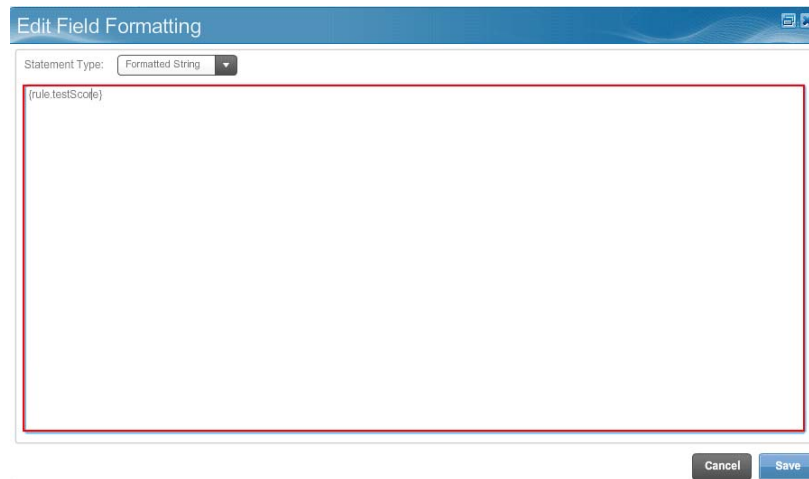 Edit Field Formatting
Statement Type: Formatted String
{rule.testScore}
Cancel Save